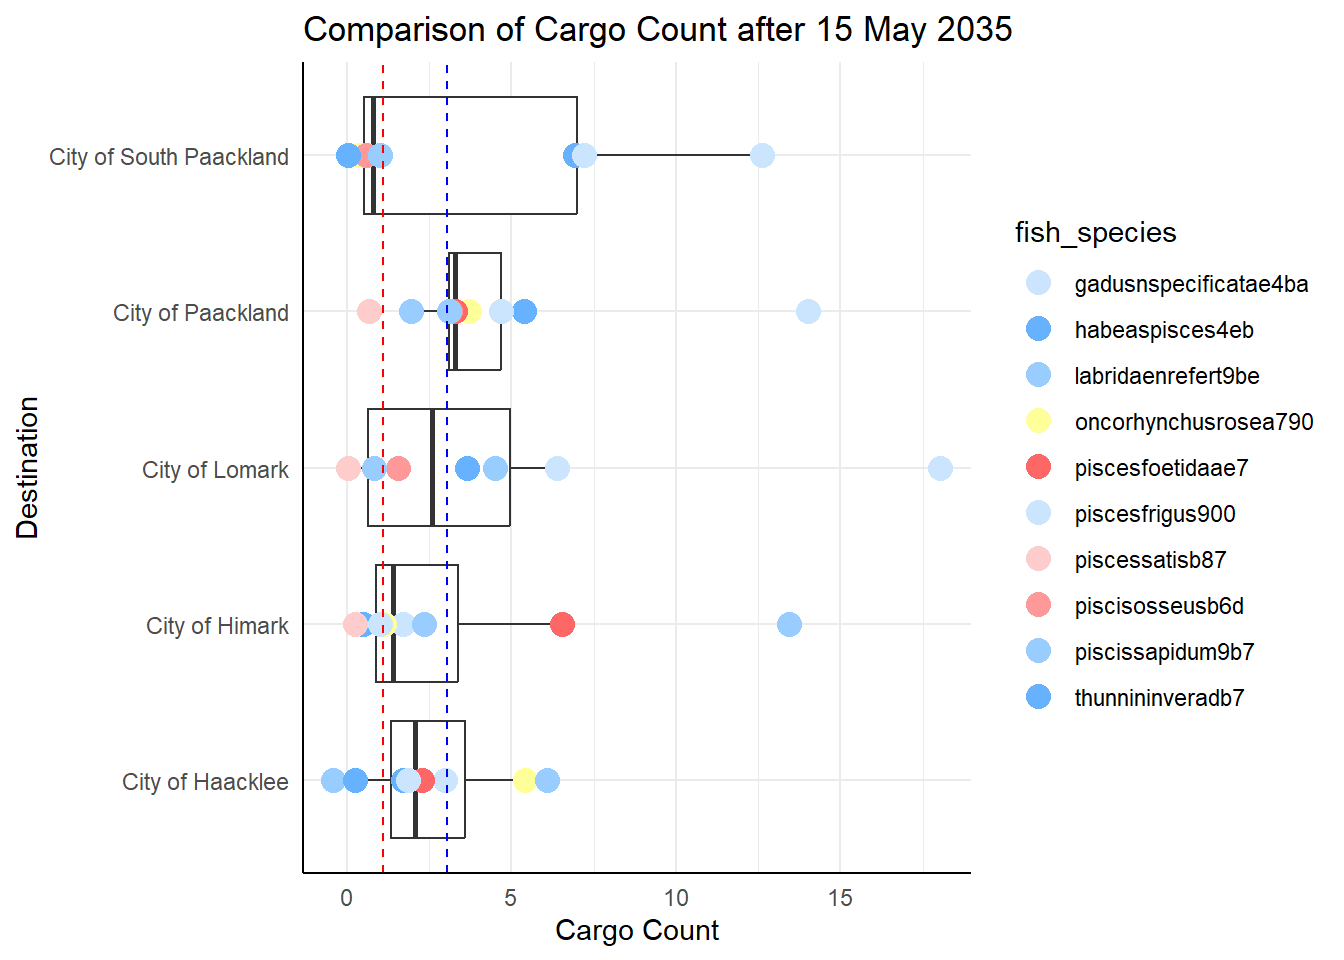 Comparison of Cargo Count after 15 May 2035
City of South Paackland
City of Paackland
City of Lomark
City of Himark
City of Haacklee
Destination
0 5 10 15
Cargo Count
fish_species
gadusnspecificatae4ba
habeaspisces4eb
labridaenrefert9be
oncorhynchusrosea790
piscesfoetidaae7
piscesfrigus900
piscessatisb87
piscisosseusb6d
piscissapidum9b7
thunnininveradb7